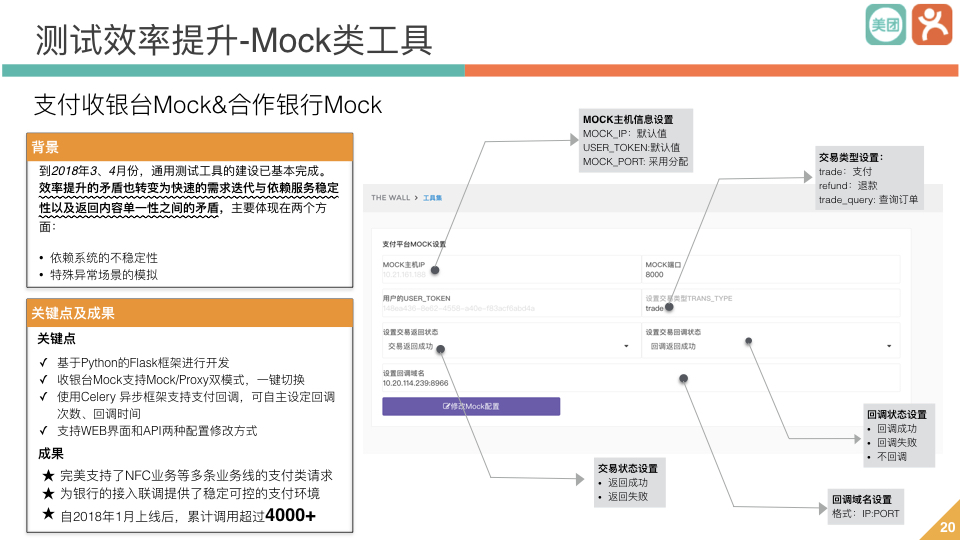 测试效率提升-Mock类工具
美团
支付收银台Mock&合作银行Mock
背景
到2018年3、4月份，通用测试工具的建设已基本完成。
效率提升的矛盾也转变为快速的需求迭代与依赖服务稳定
性以及返回内容单一性之间的矛盾，主要体现在两个方
面：
• 依赖系统的不稳定性
• 特殊异常场景的模拟
关键点及成果
关键点
✓ 基于Python的Flask框架进行开发
✓ 收银台Mock支持Mock/Proxy双模式，一键切换
✓ 使用Celery 异步框架支持支付回调，可自主设定回调
次数、回调时间
✓ 支持WEB界面和API两种配置修改方式
成果
★ 完美支持了NFC业务等多条业务线的支付类请求
★ 为银行的接入联调提供了稳定可控的支付环境
★ 自2018年1月上线后，累计调用超过4000+
MOCK主机信息设置
MOCK_IP：默认值
USER_TOKEN:默认值
MOCK_PORT: 采用分配
交易类型设置：
trade：支付
refund：退款
trade_query: 查询订单
THE WALL > 工具集
支付平台MOCK设置
MOCK主机IP
MOCK端口
8000
用户的USER_TOKEN
设置交易类型TRANS_TYPE
trade
设置交易返回状态
交易返回成功
设置交易回调状态
回调返回成功
设置回调域名
10.20.114.239:8966
修改Mock配置
回调状态设置
• 回调成功
• 回调失败
• 不回调
交易状态设置
• 返回成功
• 返回失败
回调域名设置
格式：IP:PORT
20